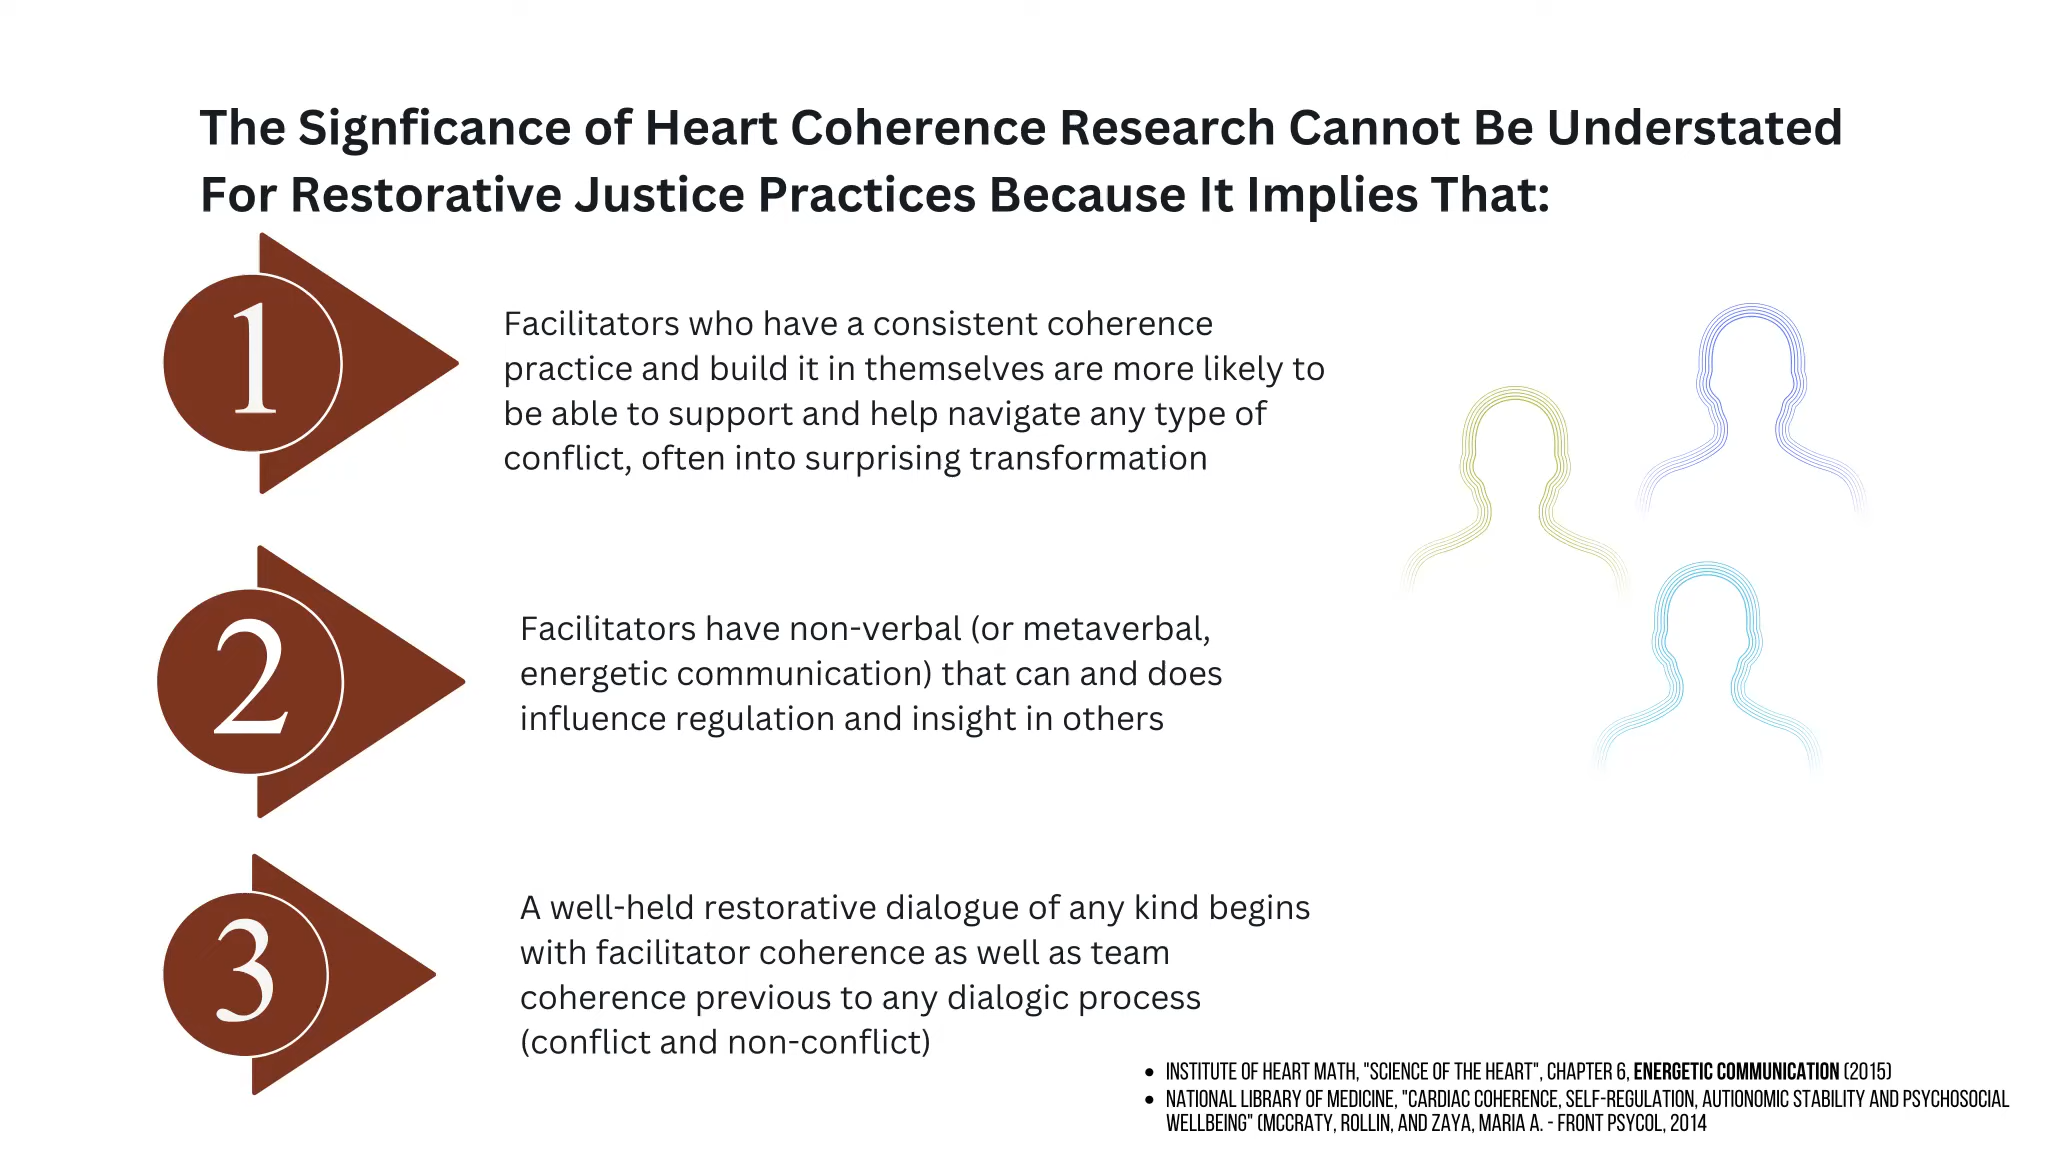 The Signficance of Heart Coherence Research Cannot Be Understated
For Restorative Justice Practices Because It Implies That:
1
Facilitators who have a consistent coherence
practice and build it in themselves are more likely to
be able to support and help navigate any type of
conflict, often into surprising transformation
2
Facilitators have non-verbal (or metaverbal,
energetic communication) that can and does
influence regulation and insight in others
3
A well-held restorative dialogue of any kind begins
with facilitator coherence as well as team
coherence previous to any dialogic process
(conflict and non-conflict)
• INSTITUTE OF HEART MATH, "SCIENCE OF THE HEART", CHAPTER 6, ENERGETIC COMMUNICATION (2015)
• NATIONAL LIBRARY OF MEDICINE, "CARDIAC COHERENCE, SELF-REGULATION, AUTIONOMIC STABILITY AND PSYCHOSOCIAL
WELLBEING" (MCCRATY, ROLLIN, AND ZAYA, MARIA A. - FRONT PSYCOL, 2014